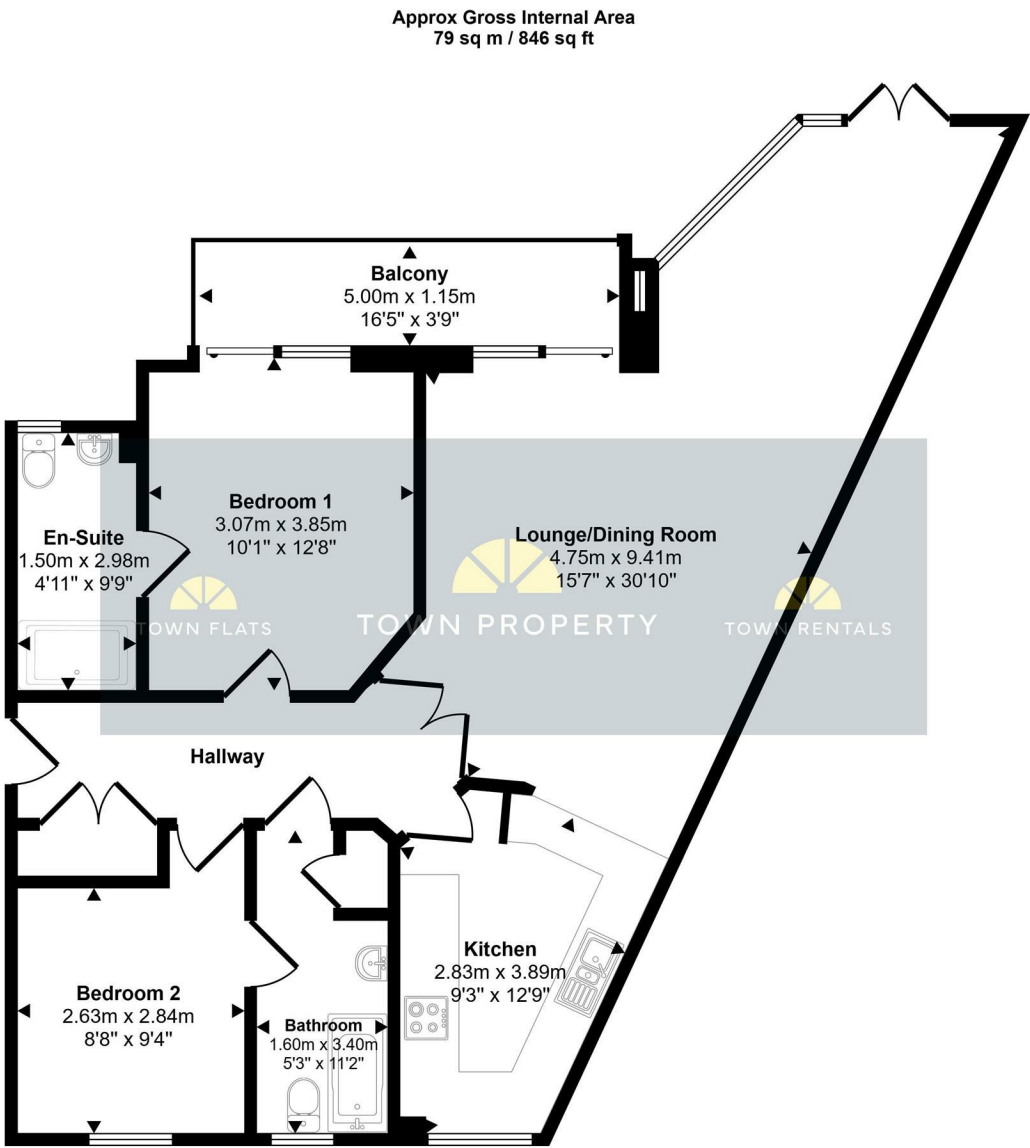 Approx Gross Internal Area
79 sq m / 846 sq ft
Balcony
5.00m x 1.15m
16'5" x 3'9"
Bedroom 1
3.07m x 3.85m
10'1" x 12'8"
En-Suite
1.50m x 2.98m
4'11" x 9'9"
Lounge/Dining Room
4.75m x 9.41m
15'7" x 30'10"
TOWN FLATS
TOWN PROPERTY
TOWN RENTALS
Hallway
Kitchen
2.83m x 3.89m
9'3" x 12'9"
Bedroom 2
2.63m x 2.84m
8'8" x 9'4"
Bathroom
1.60m x 3.40m
5'3" x 11'2"